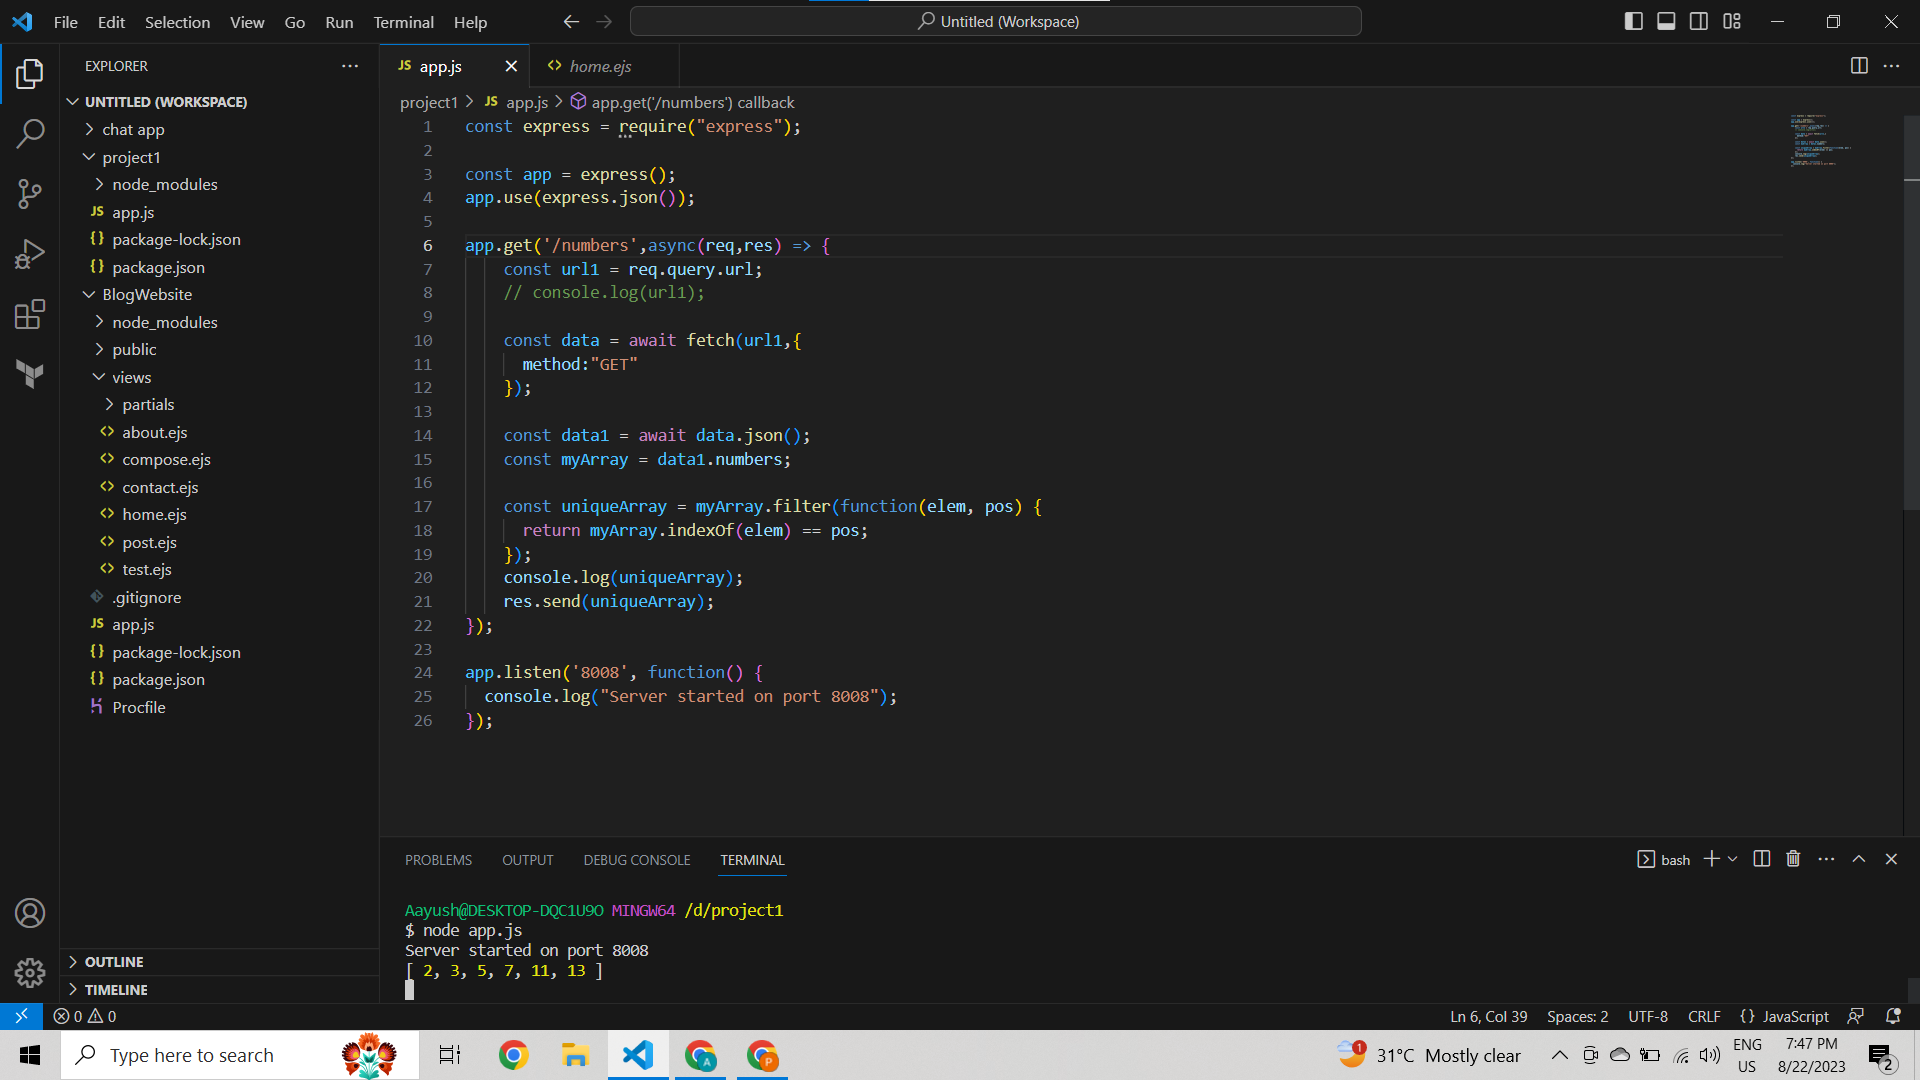 File Edit Selection View Go Run Terminal Help
Untitled (Workspace)
EXPLORER
UNTITLED (WORKSPACE)
chat app
project1
node_modules
JS app.js
{} package-lock.json
{} package.json
BlogWebsite
node_modules
public
views
partials
<> about.ejs
<> compose.ejs
<> contact.ejs
<> home.ejs
<> post.ejs
<> test.ejs
.gitignore
JS app.js
{} package-lock.json
{} package.json
Procfile
OUTLINE
TIMELINE
JS app.js
<> home.ejs
project1 > JS app.js > app.get('/numbers') callback
1 const express = require("express");
2
3 const app = express();
4 app.use(express.json());
5
6 app.get('/numbers',async(req,res) => {
7 const url1 = req.query.url;
8 // console.log(url1);
9
10 const data = await fetch(url1,{
11 method:"GET"
12 });
13
14 const data1 = await data.json();
15 const myArray = data1.numbers;
16
17 const uniqueArray = myArray.filter(function(elem, pos) {
18 return myArray.indexOf(elem) == pos;
19 });
20 console.log(uniqueArray);
21 res.send(uniqueArray);
22 });
23
24 app.listen('8008', function() {
25 console.log("Server started on port 8008");
26 });
PROBLEMS OUTPUT DEBUG CONSOLE TERMINAL
bash
Aayush@DESKTOP-DQC1U9O MINGW64 /d/project1
$ node app.js
Server started on port 8008
[ 2, 3, 5, 7, 11, 13 ]
0 0
Ln 6, Col 39 Spaces: 2 UTF-8 CRLF {} JavaScript
Type here to search
A
P
1
31°C Mostly clear
ENG
US
7:47 PM
8/22/2023
2